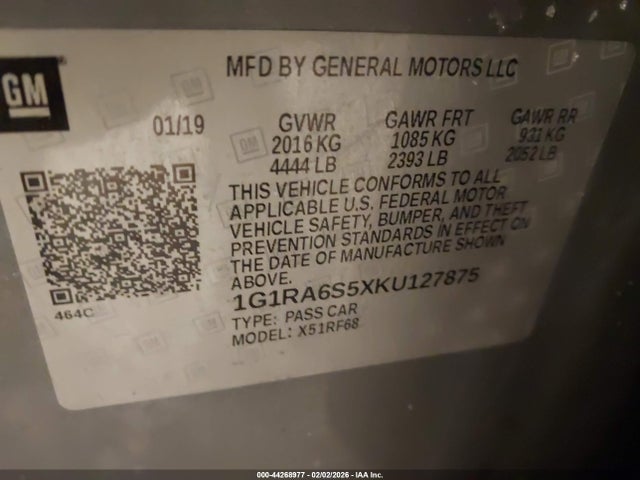 GM
MFD BY GENERAL MOTORS LLC
01/19
GVWR
2016 KG
4444 LB
GAWR FRT
1085 KG
2393 LB
GAWR RR
931 KG
2052 LB
THIS VEHICLE CONFORMS TO ALL
APPLICABLE U.S. FEDERAL MOTOR
VEHICLE SAFETY, BUMPER, AND THEFT
PREVENTION STANDARDS IN EFFECT ON
THE DATE OF MANUFACTURE SHOWN
ABOVE.
1G1RA6S5XKU127875
TYPE: PASS CAR
MODEL: X51RF68
464C
000-44268977 - 02/02/2026 - IAA Inc.